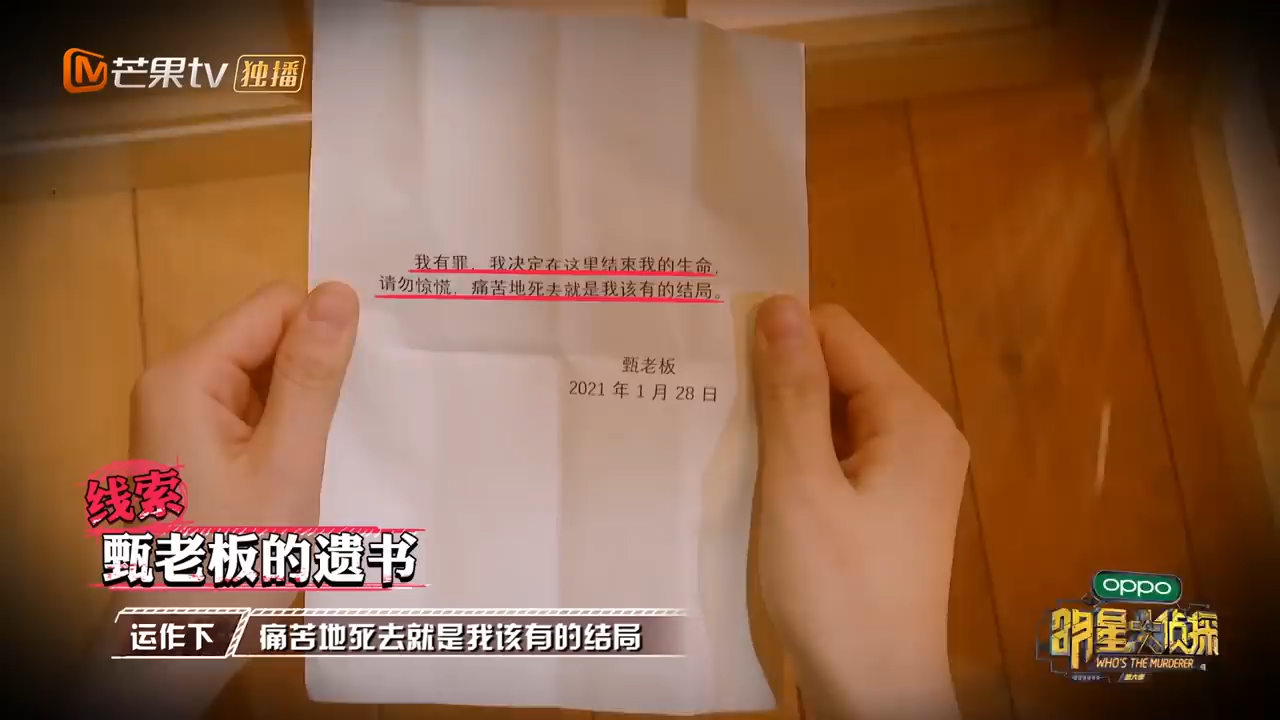 芒果tv 独播
我有罪，我决定在这里结束我的生命，
请勿惊慌，痛苦地死去就是我该有的结局。
甄老板
2021 年 1 月 28 日
线索
甄老板的遗书
运作下 痛苦地死去就是我该有的结局
oppo
明星大侦探
WHO'S THE MURDERER
第六季